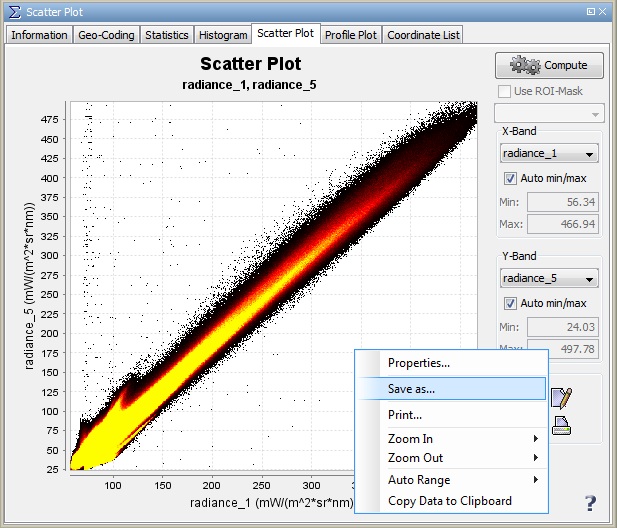 Σ Scatter Plot
Information Geo-Coding Statistics Histogram Scatter Plot Profile Plot Coordinate List
Scatter Plot
radiance_1, radiance_5
Compute
Use ROI-Mask
X-Band
radiance_1
Auto min/max
Min: 56.34
Max: 466.94
Y-Band
radiance_5
Auto min/max
Min: 24.03
Max: 497.78
radiance_5 (mW/(m^2*sr*nm))
475
450
425
400
375
350
325
300
275
250
225
200
175
150
125
100
75
50
25
100 150 200 250 300
radiance_1 (mW/(m^2*sr*nm)
Properties...
Save as...
Print...
Zoom In
Zoom Out
Auto Range
Copy Data to Clipboard
?